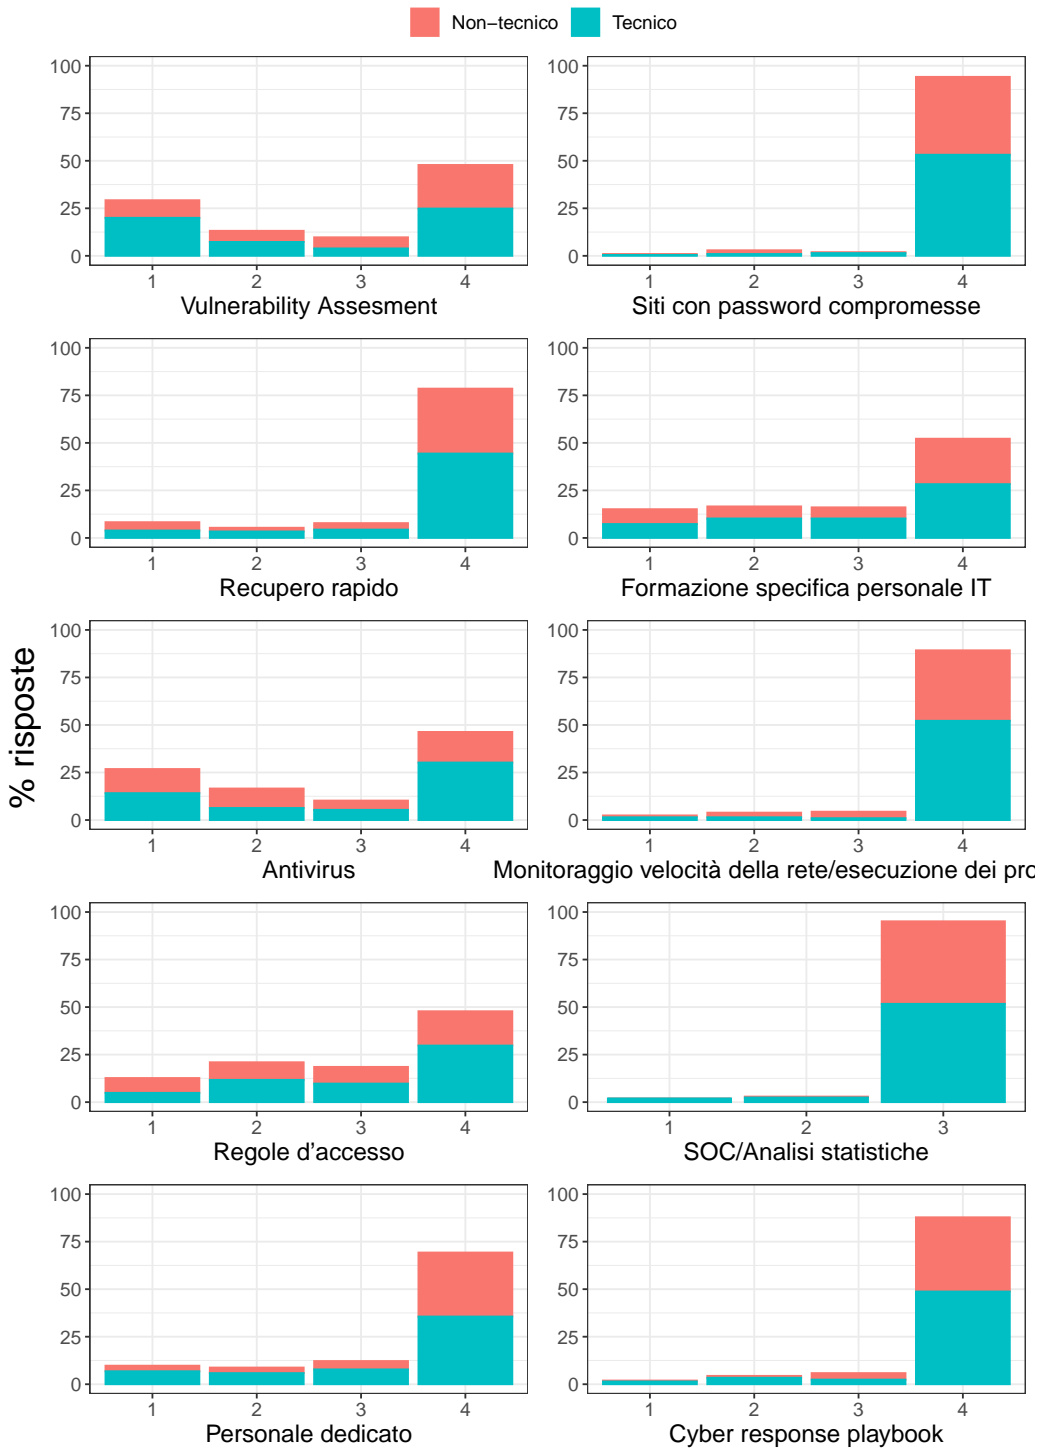 Non-tecnico Tecnico
100
75
50
25
0
1 2 3 4
Vulnerability Assesment
100
75
50
25
0
1 2 3 4
Siti con password compromesse
100
75
50
25
0
1 2 3 4
Recupero rapido
100
75
50
25
0
1 2 3 4
Formazione specifica personale IT
% risposte
100
75
50
25
0
1 2 3 4
Antivirus
100
75
50
25
0
1 2 3 4
Monitoraggio velocità della rete/esecuzione dei pro
100
75
50
25
0
1 2 3 4
Regole d'accesso
100
75
50
25
0
1 2 3
SOC/Analisi statistiche
100
75
50
25
0
1 2 3 4
Personale dedicato
100
75
50
25
0
1 2 3 4
Cyber response playbook